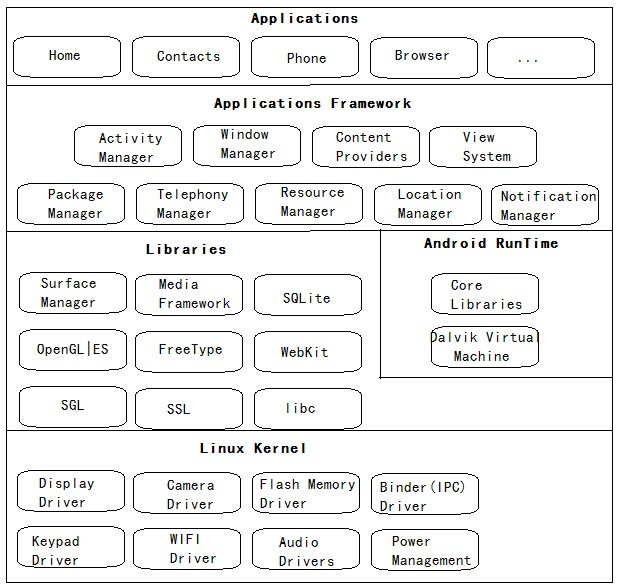 Applications
Home
Contacts
Phone
Browser
...
Applications Framework
Activity
Manager
Window
Manager
Content
Providers
View
System
Package
Manager
Telephony
Manager
Resource
Manager
Location
Manager
Notification
Manager
Libraries
Surface
Manager
Media
Framework
SQLite
OpenGL|ES
FreeType
WebKit
SGL
SSL
libc
Android RunTime
Core
Libraries
Dalvik Virtual
Machine
Linux Kernel
Display
Driver
Camera
Driver
Flash Memory
Driver
Binder(IPC)
Driver
Keypad
Driver
WIFI
Driver
Audio
Drivers
Power
Management